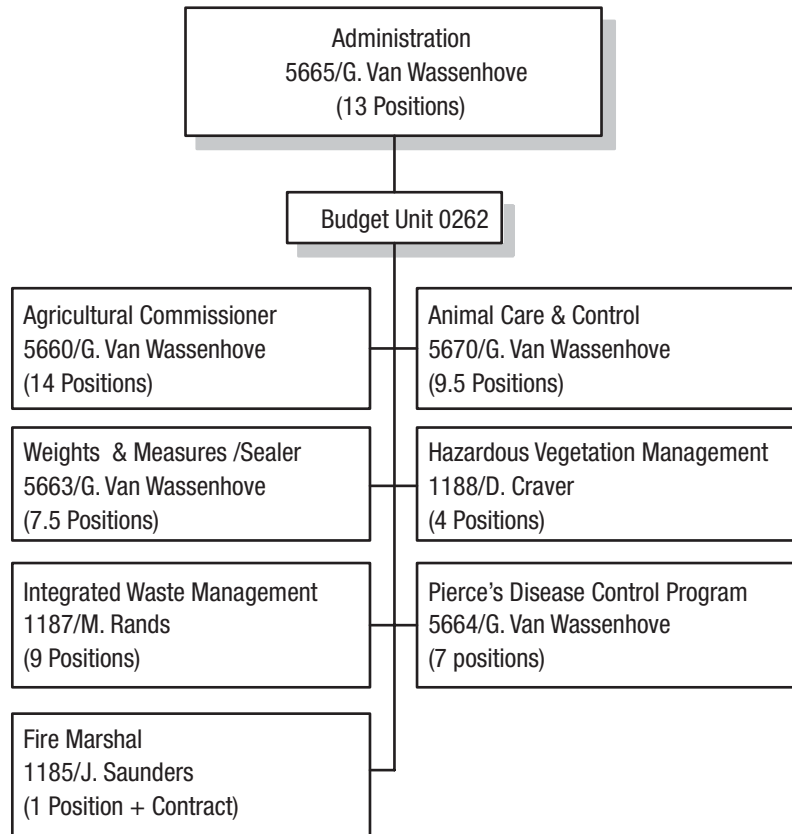 Administration
5665/G. Van Wassenhove
(13 Positions)
Budget Unit 0262
Agricultural Commissioner
5660/G. Van Wassenhove
(14 Positions)
Animal Care & Control
5670/G. Van Wassenhove
(9.5 Positions)
Weights & Measures /Sealer
5663/G. Van Wassenhove
(7.5 Positions)
Hazardous Vegetation Management
1188/D. Craver
(4 Positions)
Integrated Waste Management
1187/M. Rands
(9 Positions)
Pierce’s Disease Control Program
5664/G. Van Wassenhove
(7 positions)
Fire Marshal
1185/J. Saunders
(1 Position + Contract)